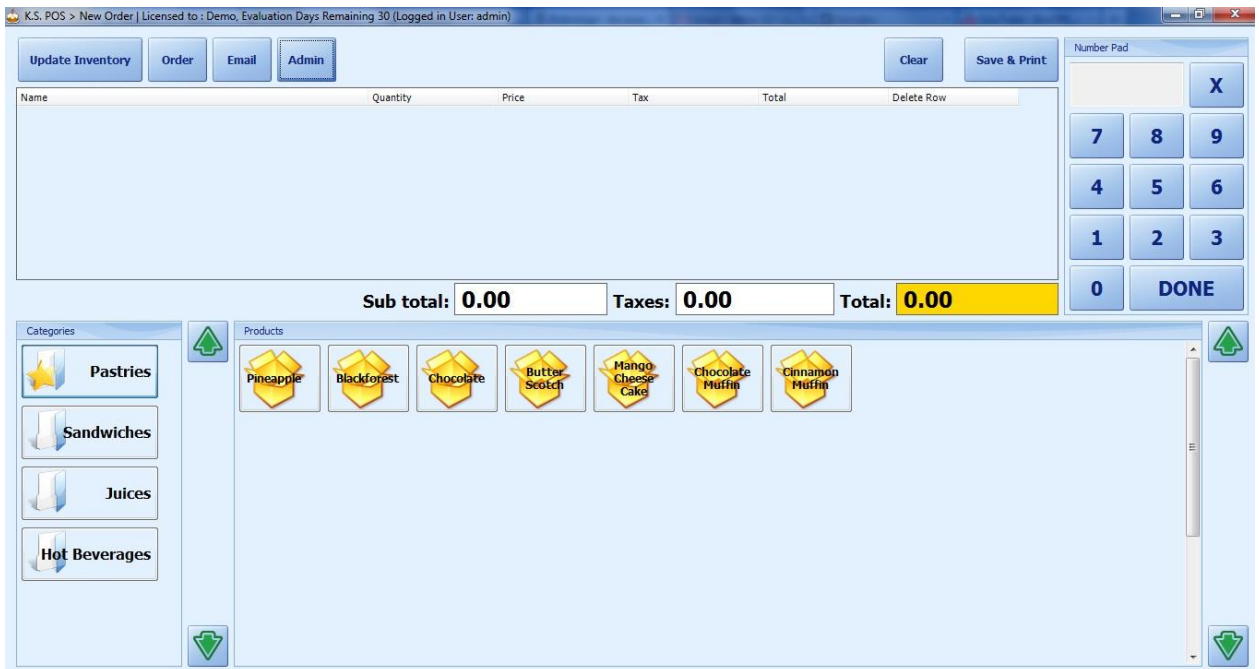 K.S. POS > New Order | Licensed to : Demo, Evaluation Days Remaining 30 (Logged in User: admin)
Update Inventory Order Email Admin Clear Save & Print
Number Pad
X
Name Quantity Price Tax Total Delete Row
7 8 9
4 5 6
1 2 3
0 DONE
Sub total: 0.00 Taxes: 0.00 Total: 0.00
Categories
Pastries
Sandwiches
Juices
Hot Beverages
Products
Pineapple
Blackforest
Chocolate
Butter
Scotch
Mango
Cheese
Cake
Chocolate
Muffin
Cinnamon
Muffin